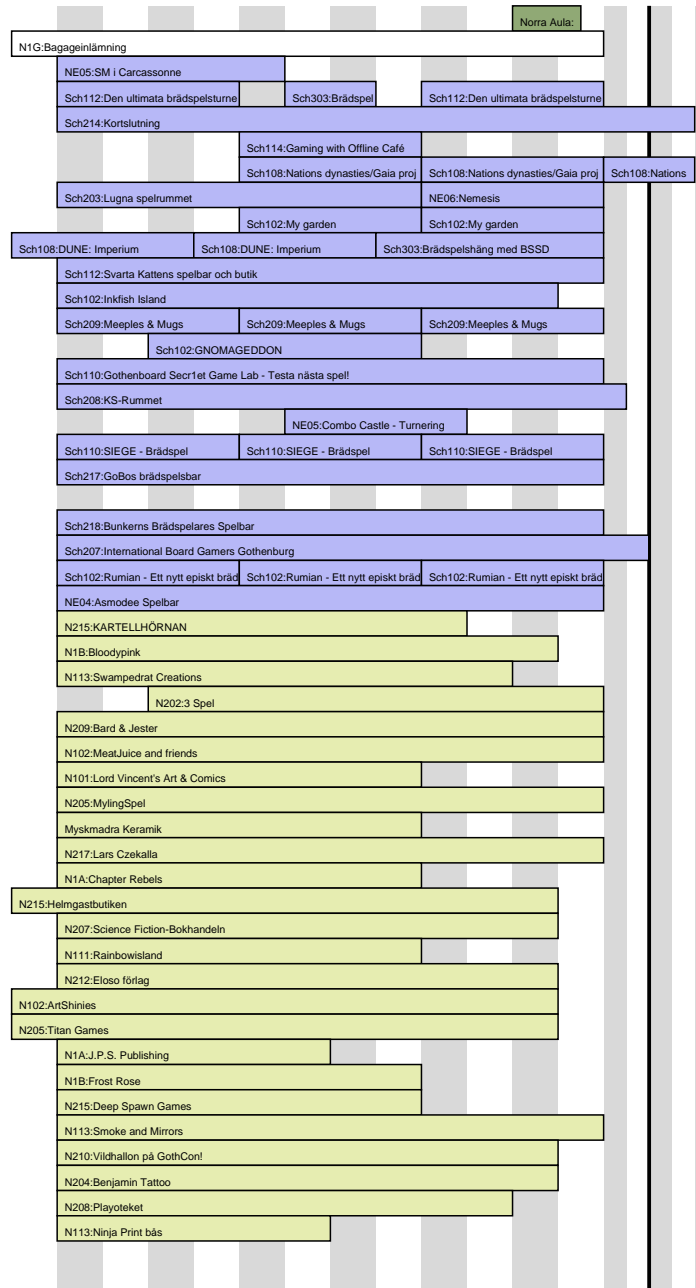 Norra Aula:
N1G:Bagageinlämning
NE05:SM i Carcassonne
Sch112:Den ultimata brädspelsturne Sch303:Brädspel Sch112:Den ultimata brädspelsturne
Sch214:Kortslutning
Sch114:Gaming with Offline Café
Sch108:Nations dynasties/Gaia proj Sch108:Nations dynasties/Gaia proj Sch108:Nations
Sch203:Lugna spelrummet NE06:Nemesis
Sch102:My garden Sch102:My garden
Sch108:DUNE: Imperium Sch108:DUNE: Imperium Sch303:Brädspelshäng med BSSD
Sch112:Svarta Kattens spelbar och butik
Sch102:Inkfish Island
Sch209:Meeples & Mugs Sch209:Meeples & Mugs Sch209:Meeples & Mugs
Sch102:GNOMAGEDDON
Sch110:Gothenboard Secr1et Game Lab - Testa nästa spel!
Sch208:KS-Rummet
NE05:Combo Castle - Turnering
Sch110:SIEGE - Brädspel Sch110:SIEGE - Brädspel Sch110:SIEGE - Brädspel
Sch217:GoBos brädspelsbar
Sch218:Bunkerns Brädspelares Spelbar
Sch207:International Board Gamers Gothenburg
Sch102:Rumian - Ett nytt episkt bräd Sch102:Rumian - Ett nytt episkt bräd Sch102:Rumian - Ett nytt episkt bräd
NE04:Asmodee Spelbar
N215:KARTELLHÖRNAN
N1B:Bloodypink
N113:Swampedrat Creations
N202:3 Spel
N209:Bard & Jester
N102:MeatJuice and friends
N101:Lord Vincent's Art & Comics
N205:MylingSpel
Myskmadra Keramik
N217:Lars Czekalla
N1A:Chapter Rebels
N215:Helmgastbutiken
N207:Science Fiction-Bokhandeln
N111:Rainbowisland
N212:Eloso förlag
N102:ArtShinies
N205:Titan Games
N1A:J.P.S. Publishing
N1B:Frost Rose
N215:Deep Spawn Games
N113:Smoke and Mirrors
N210:Vildhallon på GothCon!
N204:Benjamin Tattoo
N208:Playoteket
N113:Ninja Print bås